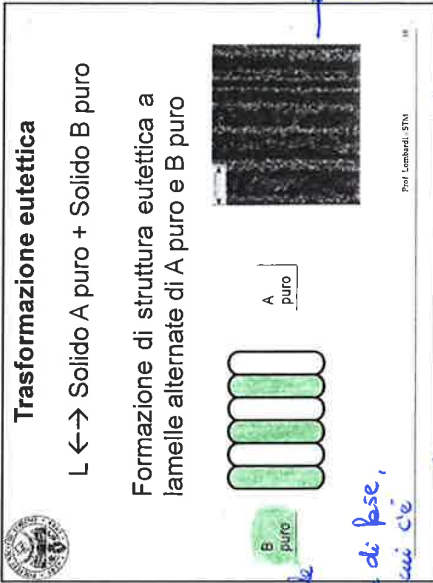 Trasformazione eutettica
L ←→ Solido A puro + Solido B puro
Formazione di struttura eutettica a
lamelle alternate di A puro e B puro
B
puro
A
puro
Prof. Lombardi - STM
di fase,
cui c'è